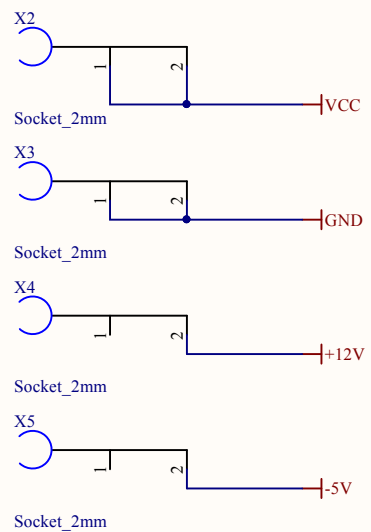 X2
1
2
VCC
Socket_2mm
X3
1
2
GND
Socket_2mm
X4
1
2
+12V
Socket_2mm
X5
1
2
-5V
Socket_2mm